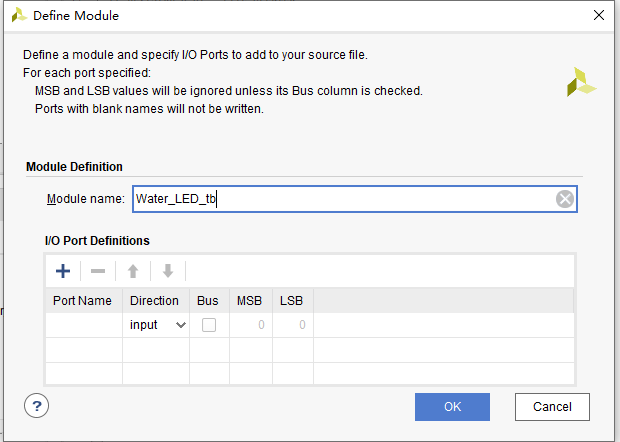 Define Module
Define a module and specify I/O Ports to add to your source file.
For each port specified:
MSB and LSB values will be ignored unless its Bus column is checked.
Ports with blank names will not be written.
Module Definition
Module name: Water_LED_tb
I/O Port Definitions
Port Name Direction Bus MSB LSB
input 0 0
? OK Cancel